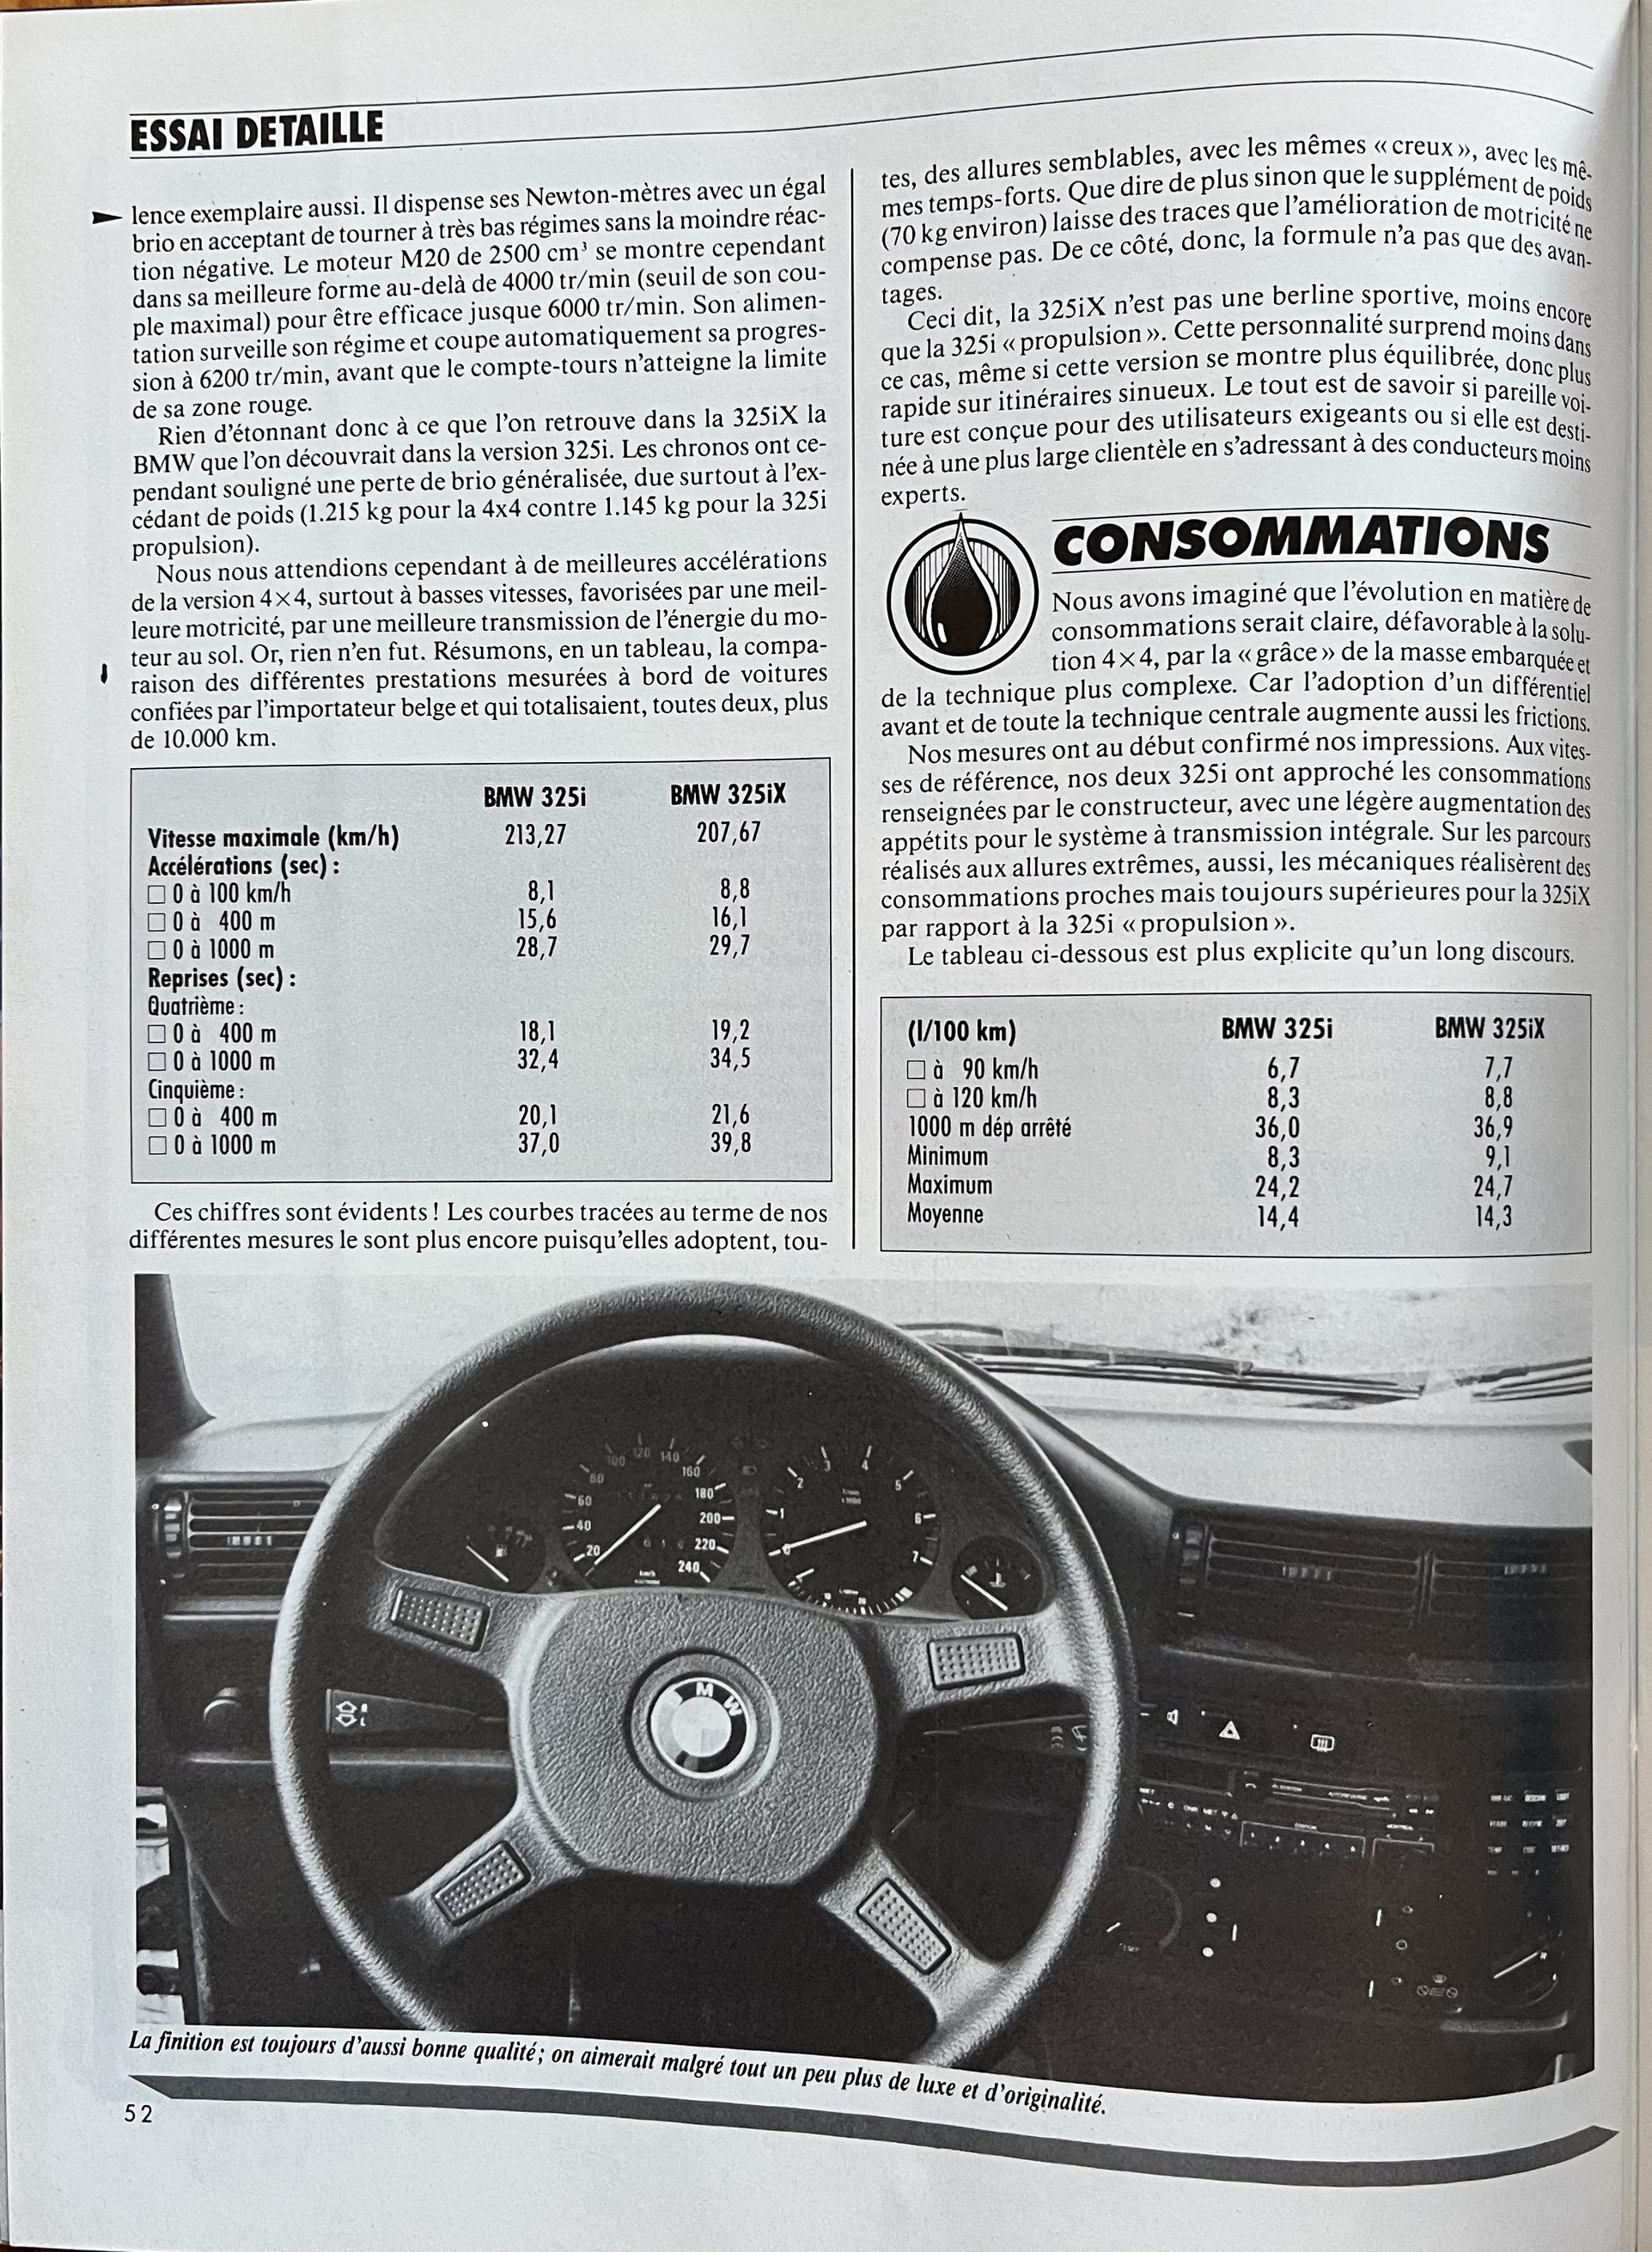 ESSAI DETAILLE
lence exemplaire aussi. Il dispense ses Newton-mètres avec un égal
brio en acceptant de tourner à très bas régimes sans la moindre réac-
tion négative. Le moteur M20 de 2500 cm³ se montre cependant
dans sa meilleure forme au-delà de 4000 tr/min (seuil de son cou-
ple maximal) pour être efficace jusque 6000 tr/min. Son alimen-
tation surveille son régime et coupe automatiquement sa progres-
sion à 6200 tr/min, avant que le compte-tours n'atteigne la limite
de sa zone rouge.
Rien d'étonnant donc à ce que l'on retrouve dans la 325iX la
BMW que l'on découvrait dans la version 325i. Les chronos ont ce-
pendant souligné une perte de brio généralisée, due surtout à l'ex-
cédant de poids (1.215 kg pour la 4x4 contre 1.145 kg pour la 325i
propulsion).
Nous nous attendions cependant à de meilleures accélérations
de la version 4×4, surtout à basses vitesses, favorisées par une meil-
leure motricité, par une meilleure transmission de l'énergie du mo-
teur au sol. Or, rien n'en fut. Résumons, en un tableau, la compa-
raison des différentes prestations mesurées à bord de voitures
confiées par l'importateur belge et qui totalisaient, toutes deux, plus
de 10.000 km.
BMW 325i BMW 325iX
Vitesse maximale (km/h) 213,27 207,67
Accélérations (sec) :
□ 0 à 100 km/h 8,1 8,8
□ 0 à 400 m 15,6 16,1
□ 0 à 1000 m 28,7 29,7
Reprises (sec) :
Quatrième :
□ 0 à 400 m 18,1 19,2
□ 0 à 1000 m 32,4 34,5
Cinquième :
□ 0 à 400 m 20,1 21,6
□ 0 à 1000 m 37,0 39,8
Ces chiffres sont évidents ! Les courbes tracées au terme de nos
différentes mesures le sont plus encore puisqu'elles adoptent, tou-
tes, des allures semblables, avec les mêmes « creux », avec les mê-
mes temps-forts. Que dire de plus sinon que le supplément de poids
(70 kg environ) laisse des traces que l'amélioration de motricité ne
compense pas. De ce côté, donc, la formule n'a pas que des avan-
tages.
Ceci dit, la 325iX n'est pas une berline sportive, moins encore
que la 325i « propulsion ». Cette personnalité surprend moins dans
ce cas, même si cette version se montre plus équilibrée, donc plus
rapide sur itinéraires sinueux. Le tout est de savoir si pareille voi-
ture est conçue pour des utilisateurs exigeants ou si elle est desti-
née à une plus large clientèle en s'adressant à des conducteurs moins
experts.
CONSOMMATIONS
Nous avons imaginé que l'évolution en matière de
consommations serait claire, défavorable à la solu-
tion 4×4, par la « grâce » de la masse embarquée et
de la technique plus complexe. Car l'adoption d'un différentiel
avant et de toute la technique centrale augmente aussi les frictions.
Nos mesures ont au début confirmé nos impressions. Aux vites-
ses de référence, nos deux 325i ont approché les consommations
renseignées par le constructeur, avec une légère augmentation des
appétits pour le système à transmission intégrale. Sur les parcours
réalisés aux allures extrêmes, aussi, les mécaniques réalisèrent des
consommations proches mais toujours supérieures pour la 325iX
par rapport à la 325i « propulsion ».
Le tableau ci-dessous est plus explicite qu'un long discours.
(l/100 km) BMW 325i BMW 325iX
□ à 90 km/h 6,7 7,7
□ à 120 km/h 8,3 8,8
1000 m dép arrêté 36,0 36,9
Minimum 8,3 9,1
Maximum 24,2 24,7
Moyenne 14,4 14,3
20 40 60 80 100 120 140 160 180 200 220 240
km/h
0 1 2 3 4 5 6 7
BMW
La finition est toujours d'aussi bonne qualité ; on aimerait malgré tout un peu plus de luxe et d'originalité.
52